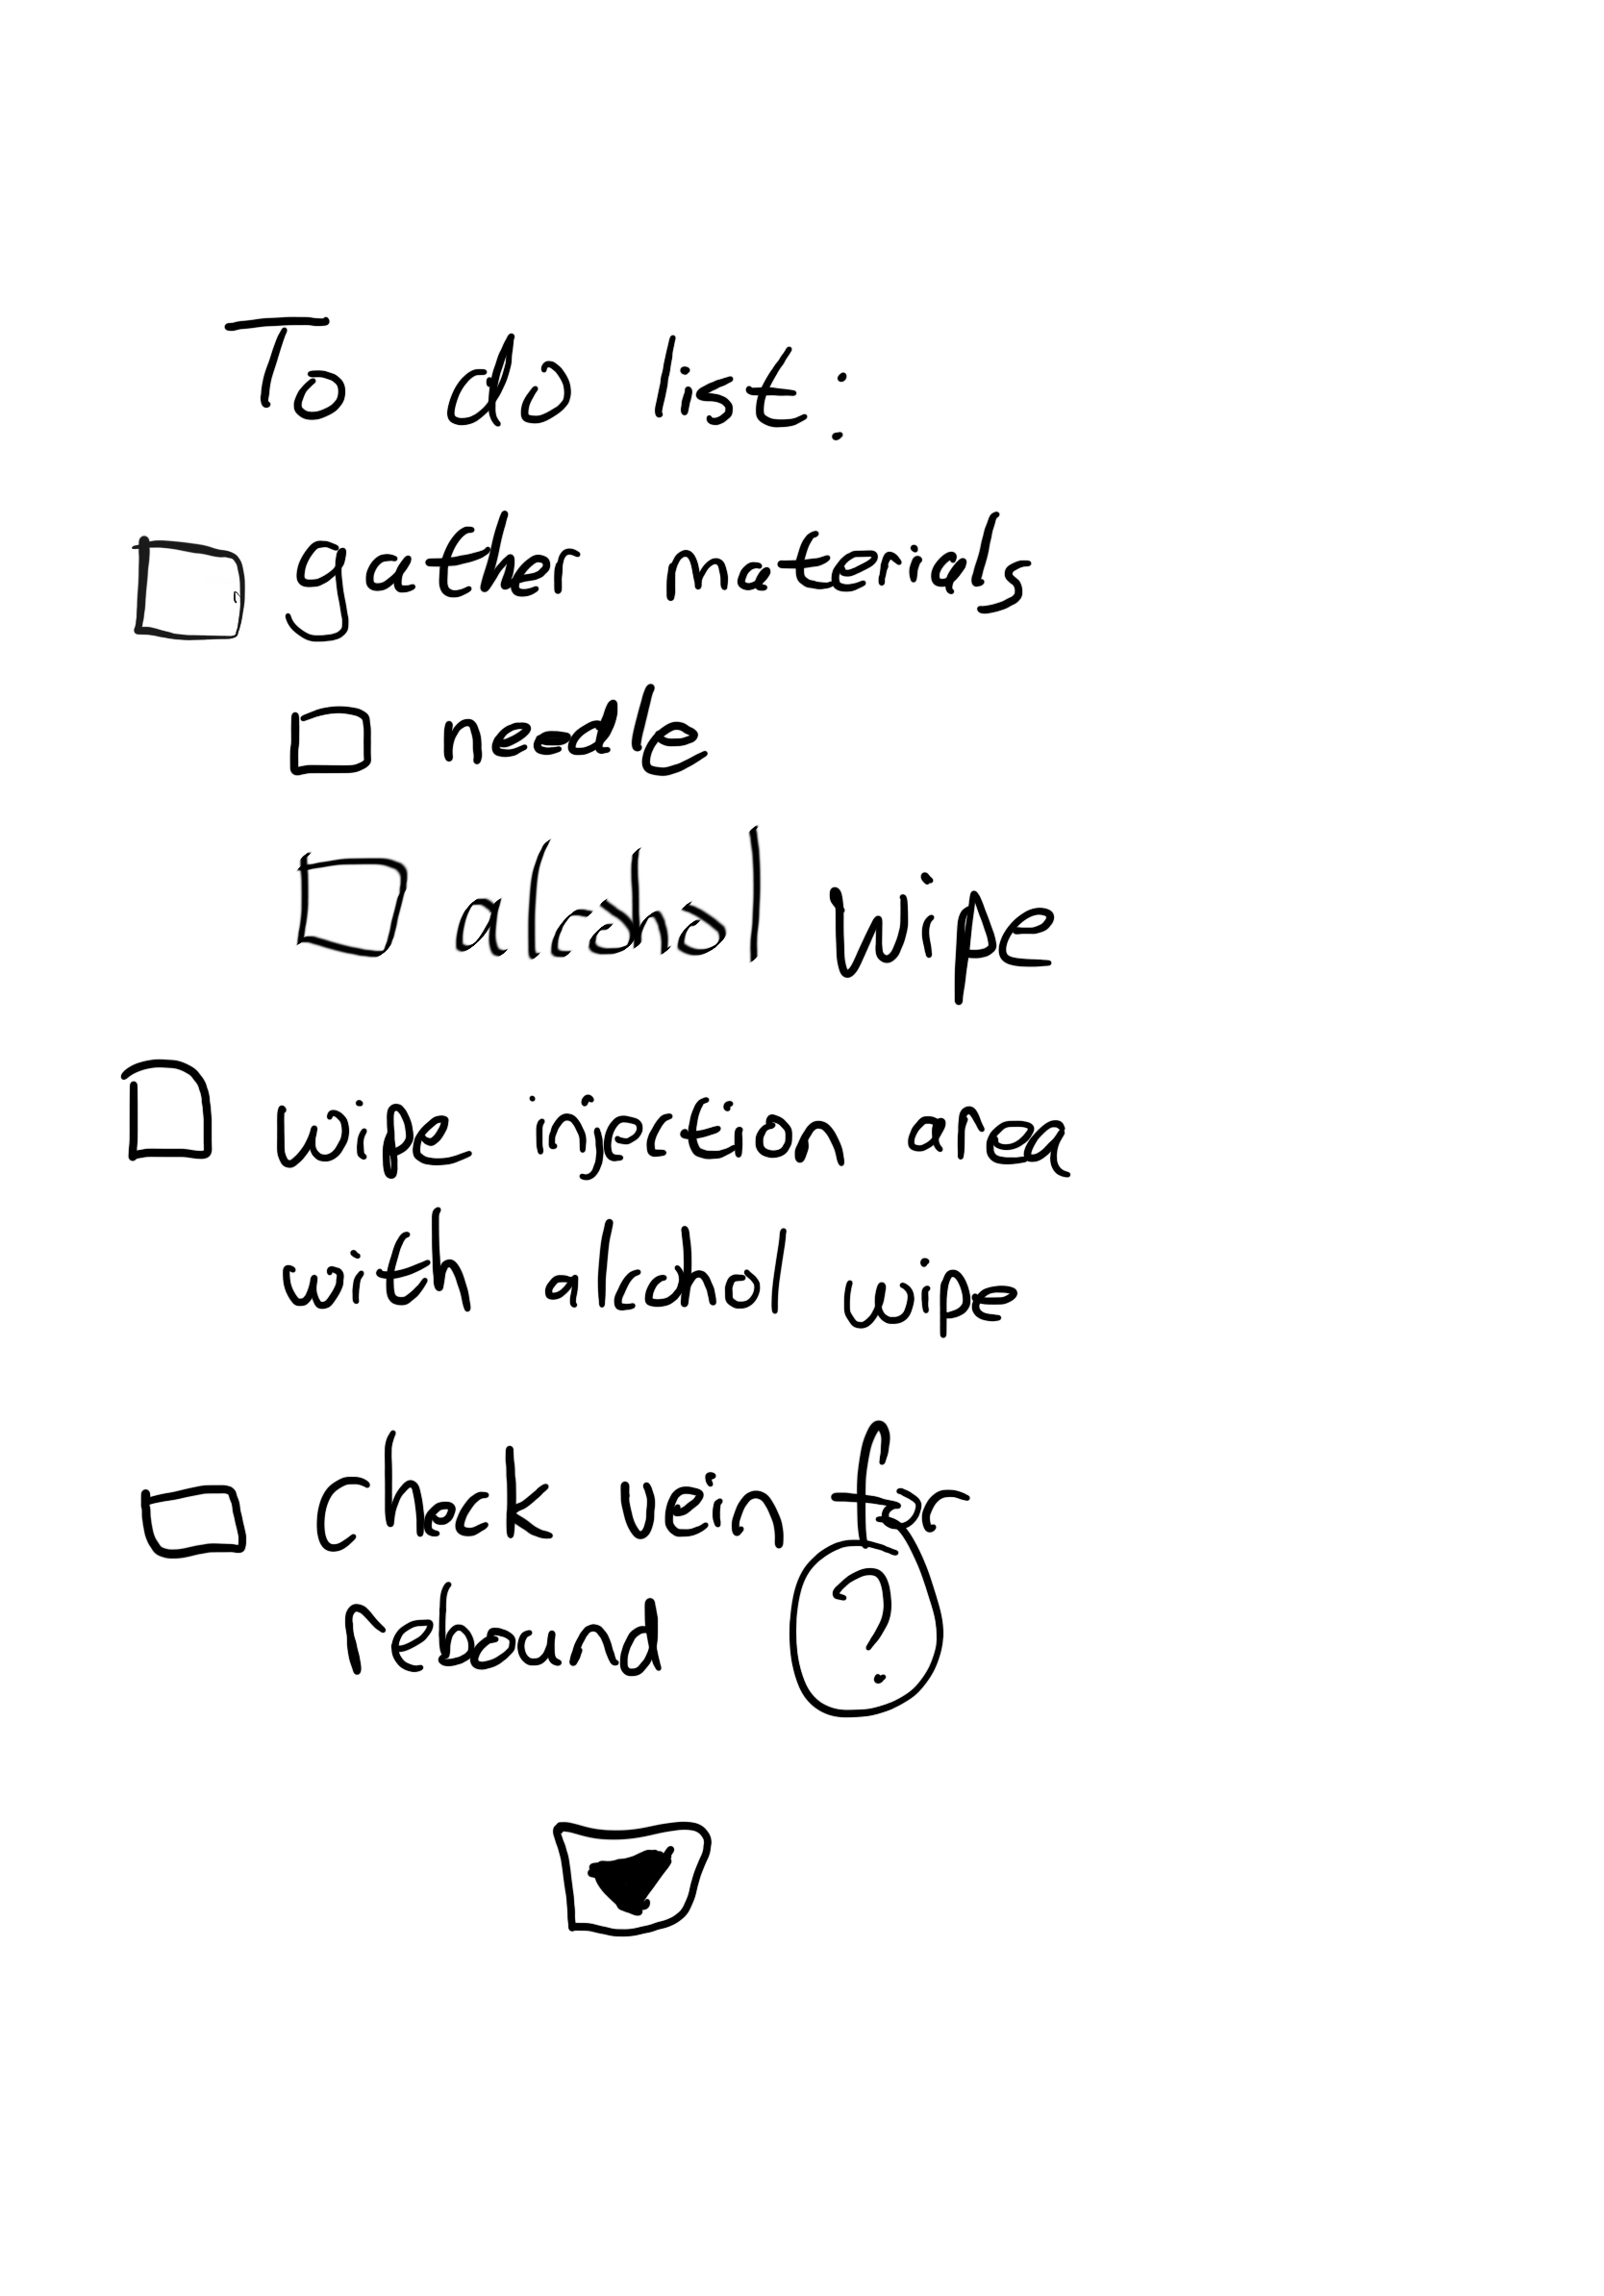 To do list:
gather materials
needle
alcohol wipe
wipe injection area
with alcohol wipe
check vein for
rebound ?